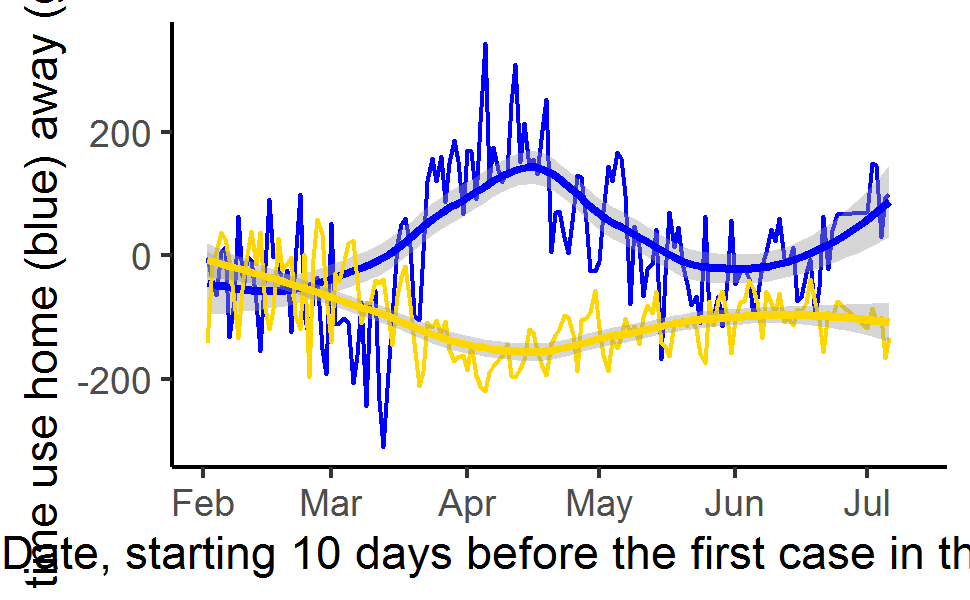 time use home (blue) away (
200
0
-200
Feb Mar Apr May Jun Jul
Date, starting 10 days before the first case in th